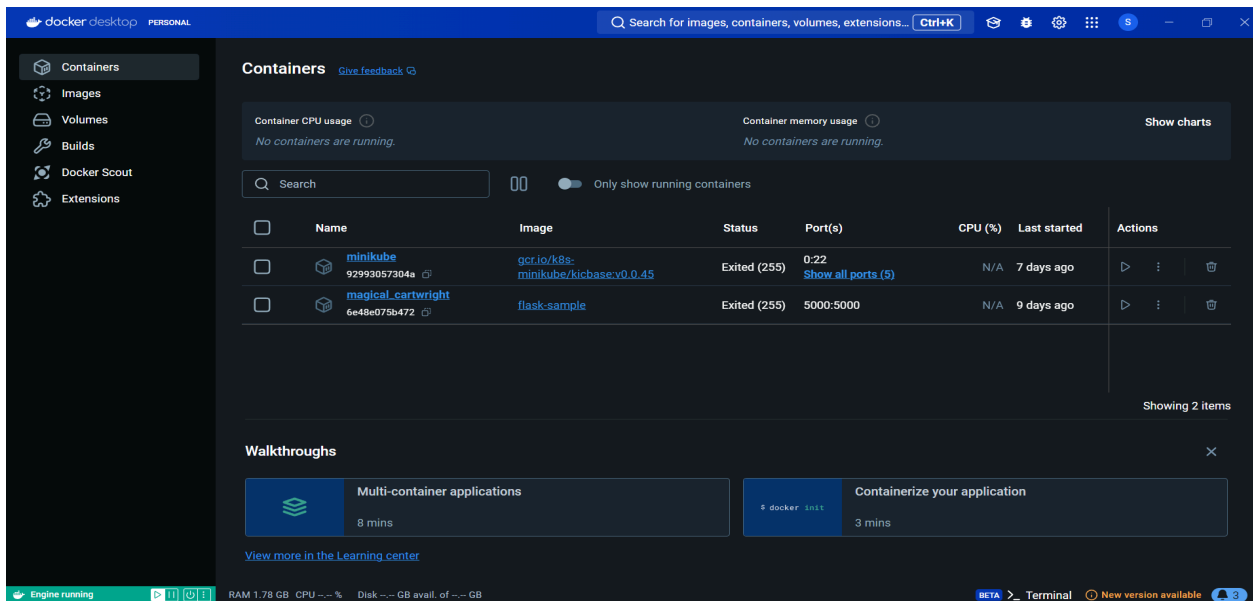 docker desktop PERSONAL
Search for images, containers, volumes, extensions... Ctrl+K
S
Containers
Images
Volumes
Builds
Docker Scout
Extensions
Containers Give feedback
Container CPU usage
No containers are running.
Container memory usage
No containers are running.
Show charts
Search
Only show running containers
Name Image Status Port(s) CPU (%) Last started Actions
minikube
92993057304a
gcr.io/k8s-
minikube/kicbase:v0.0.45
Exited (255)
0:22
Show all ports (5)
N/A 7 days ago
magical_cartwright
6e48e075b472
flask-sample
Exited (255)
5000:5000
N/A 9 days ago
Showing 2 items
Walkthroughs
Multi-container applications
8 mins
$ docker init
Containerize your application
3 mins
View more in the Learning center
Engine running
RAM 1.78 GB CPU --.-- % Disk --.-- GB avail. of --.-- GB
BETA >_ Terminal
New version available
3